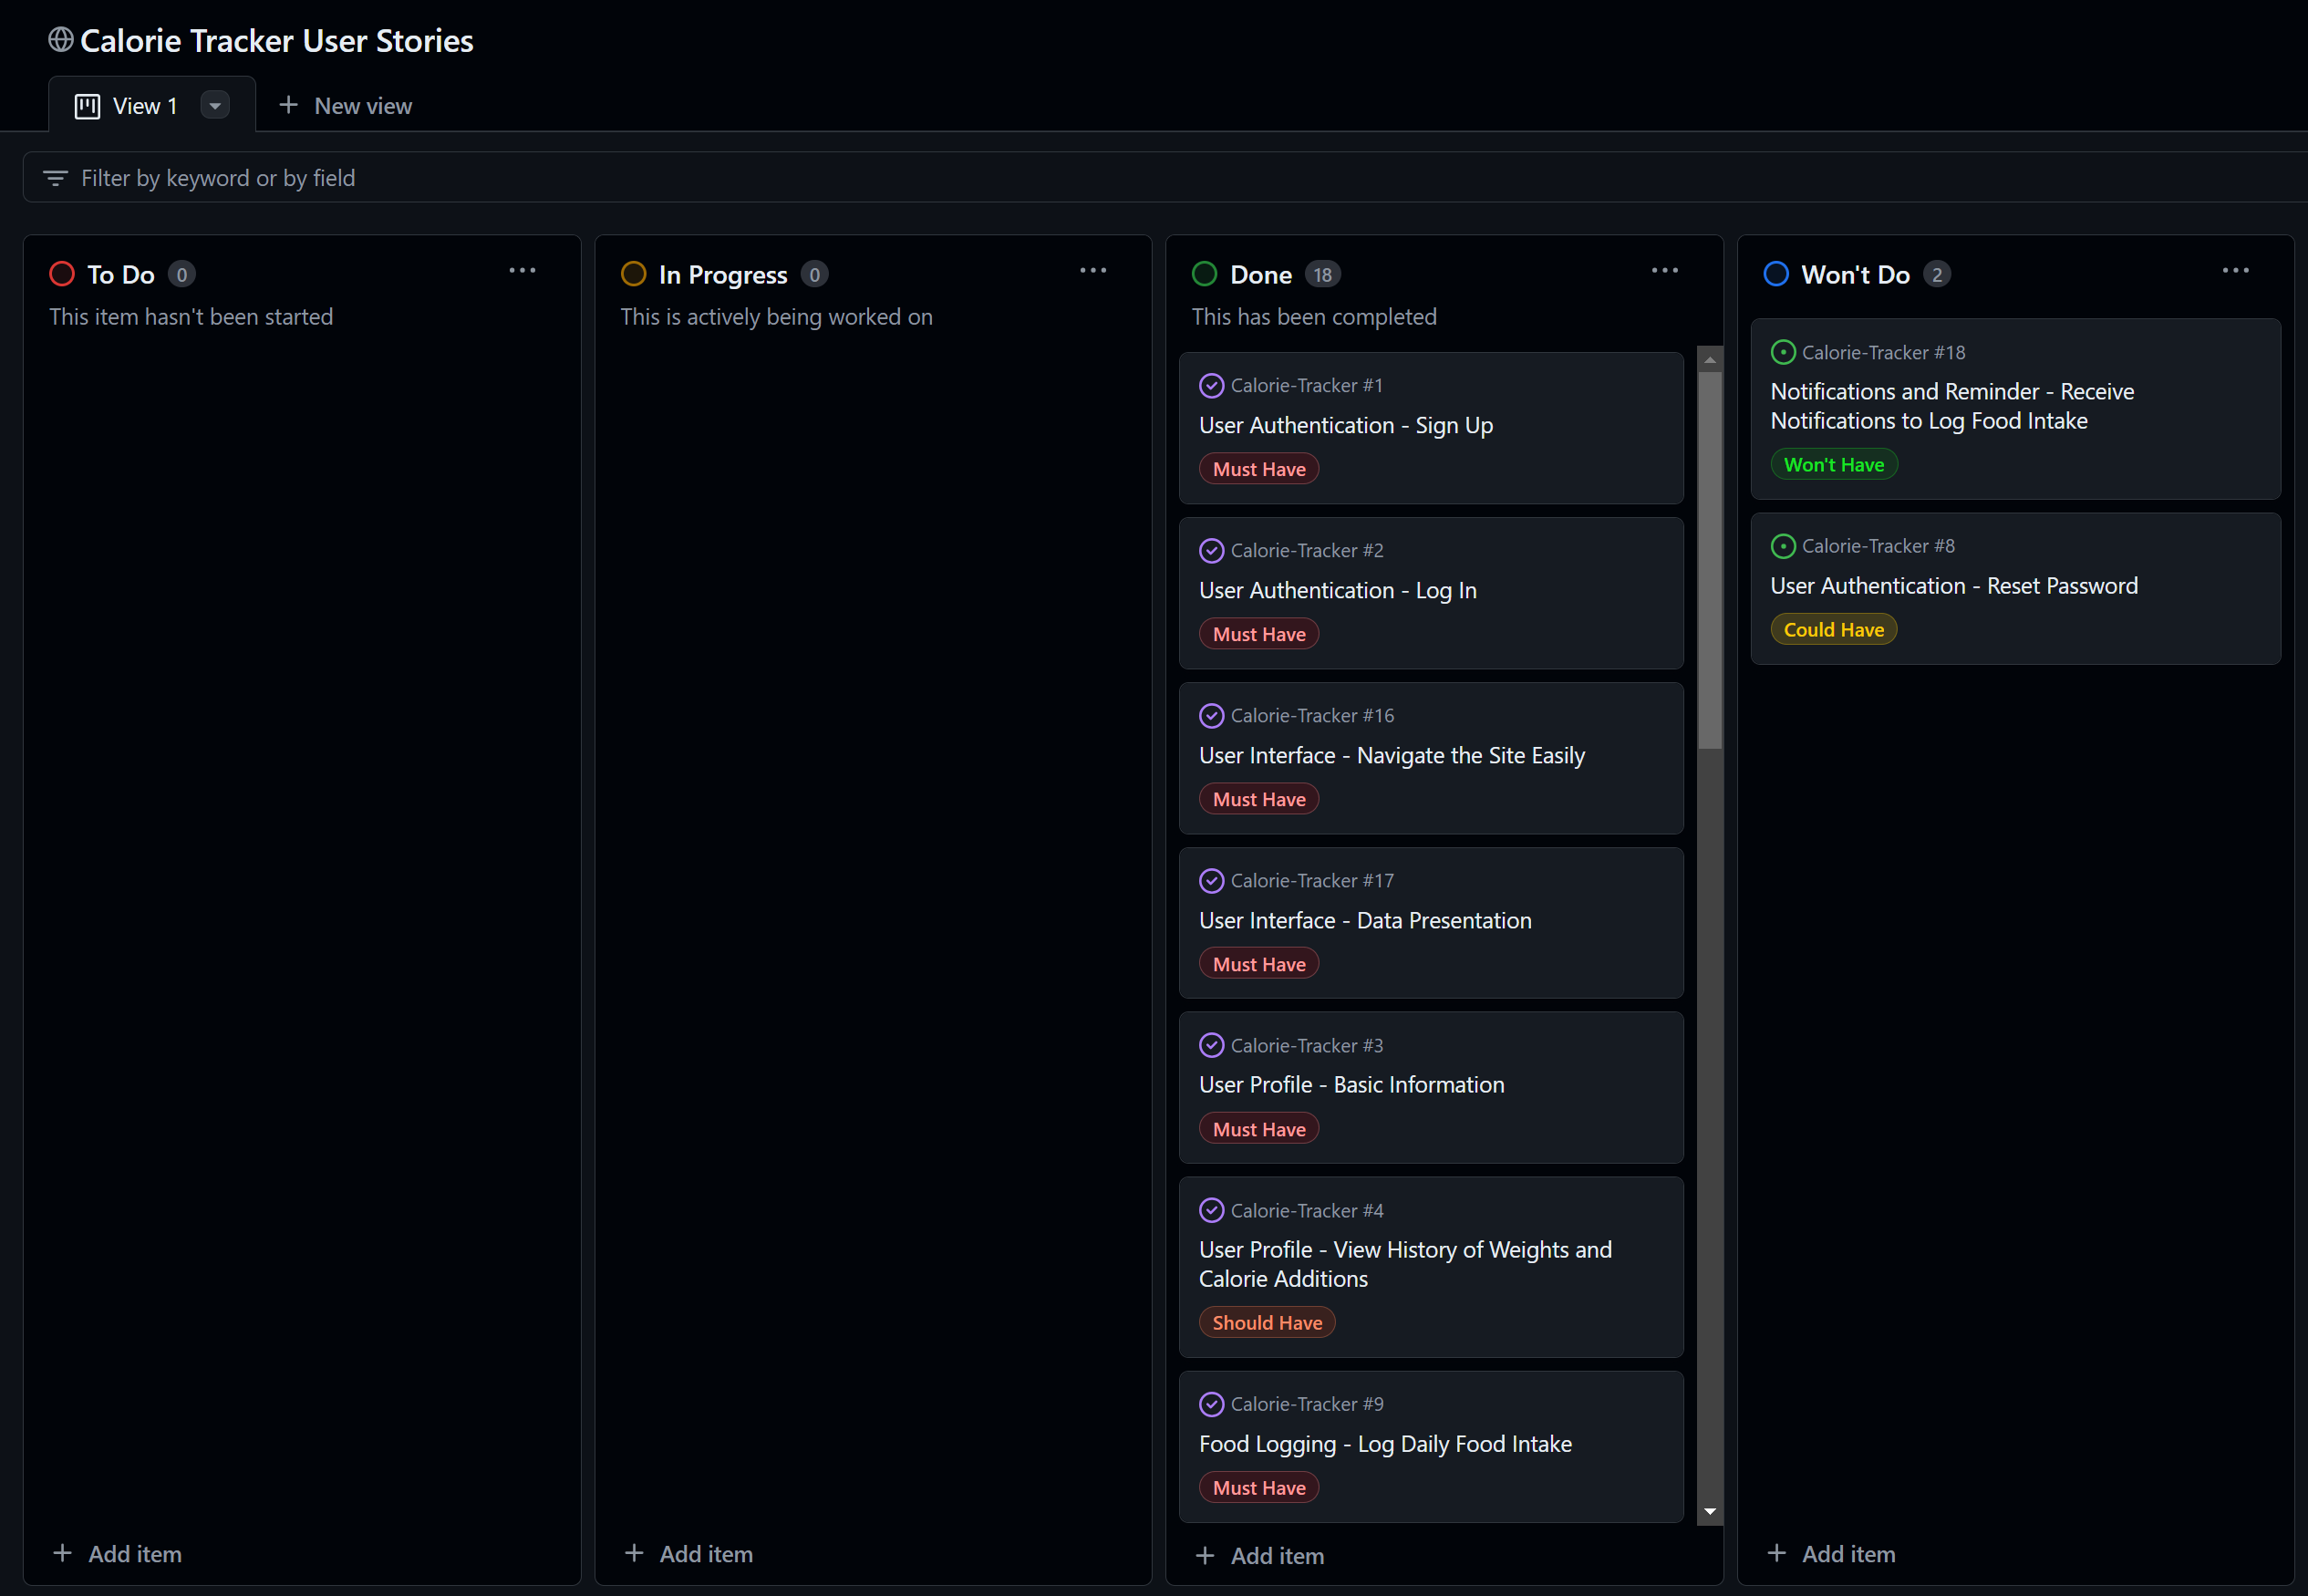 Calorie Tracker User Stories
View 1
New view
Filter by keyword or by field
To Do 0
This item hasn't been started
Add item
In Progress 0
This is actively being worked on
Add item
Done 18
This has been completed
Calorie-Tracker #1
User Authentication - Sign Up
Must Have
Calorie-Tracker #2
User Authentication - Log In
Must Have
Calorie-Tracker #16
User Interface - Navigate the Site Easily
Must Have
Calorie-Tracker #17
User Interface - Data Presentation
Must Have
Calorie-Tracker #3
User Profile - Basic Information
Must Have
Calorie-Tracker #4
User Profile - View History of Weights and
Calorie Additions
Should Have
Calorie-Tracker #9
Food Logging - Log Daily Food Intake
Must Have
Add item
Won't Do 2
Calorie-Tracker #18
Notifications and Reminder - Receive
Notifications to Log Food Intake
Won't Have
Calorie-Tracker #8
User Authentication - Reset Password
Could Have
Add item